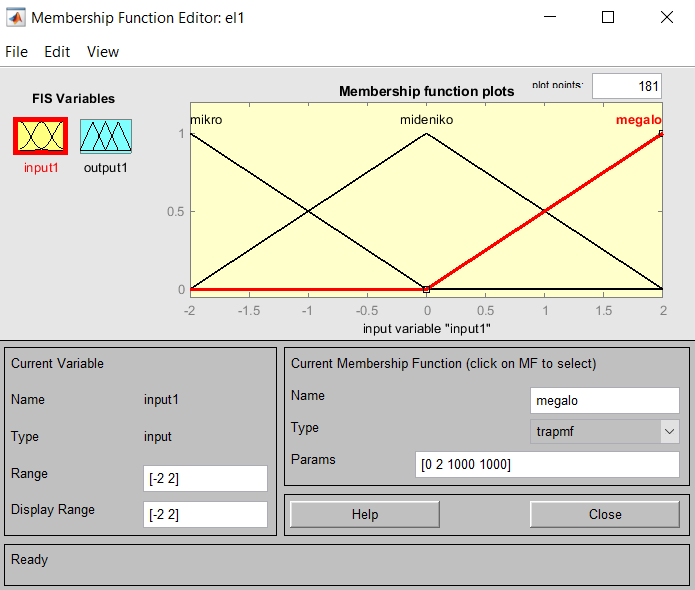 Membership Function Editor: el1
File Edit View
FIS Variables
input1 output1
Membership function plots
plot points: 181
mikro mideniko megalo
1
0.5
0
-2 -1.5 -1 -0.5 0 0.5 1 1.5 2
input variable "input1"
Current Variable
Name input1
Type input
Range [-2 2]
Display Range [-2 2]
Current Membership Function (click on MF to select)
Name megalo
Type trapmf
Params [0 2 1000 1000]
Help Close
Ready